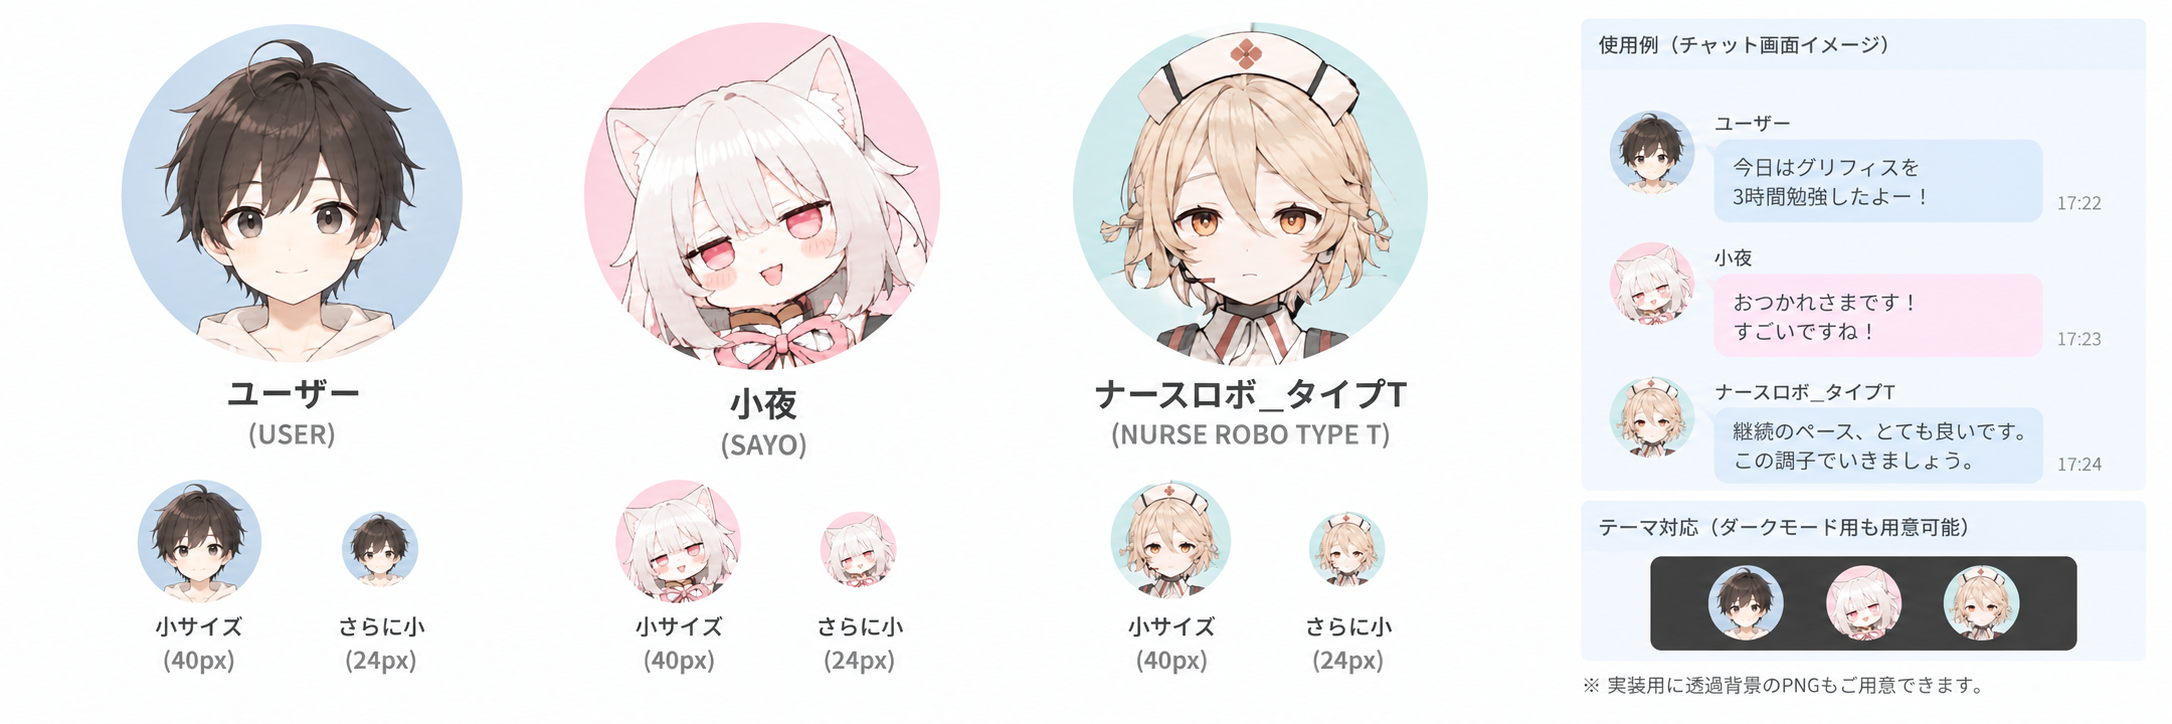 ユーザー
(USER)
小サイズ
(40px)
さらに小
(24px)
小夜
(SAYO)
小サイズ
(40px)
さらに小
(24px)
ナースロボ_タイプT
(NURSE ROBO TYPE T)
小サイズ
(40px)
さらに小
(24px)
使用例（チャット画面イメージ）
ユーザー
今日はグリフィスを
3時間勉強したよー！
17:22
小夜
おつかれさまです！
すごいですね！
17:23
ナースロボ_タイプT
継続のペース、とても良いです。
この調子でいきましょう。
17:24
テーマ対応（ダークモード用も用意可能）
※ 実装用に透過背景のPNGもご用意できます。